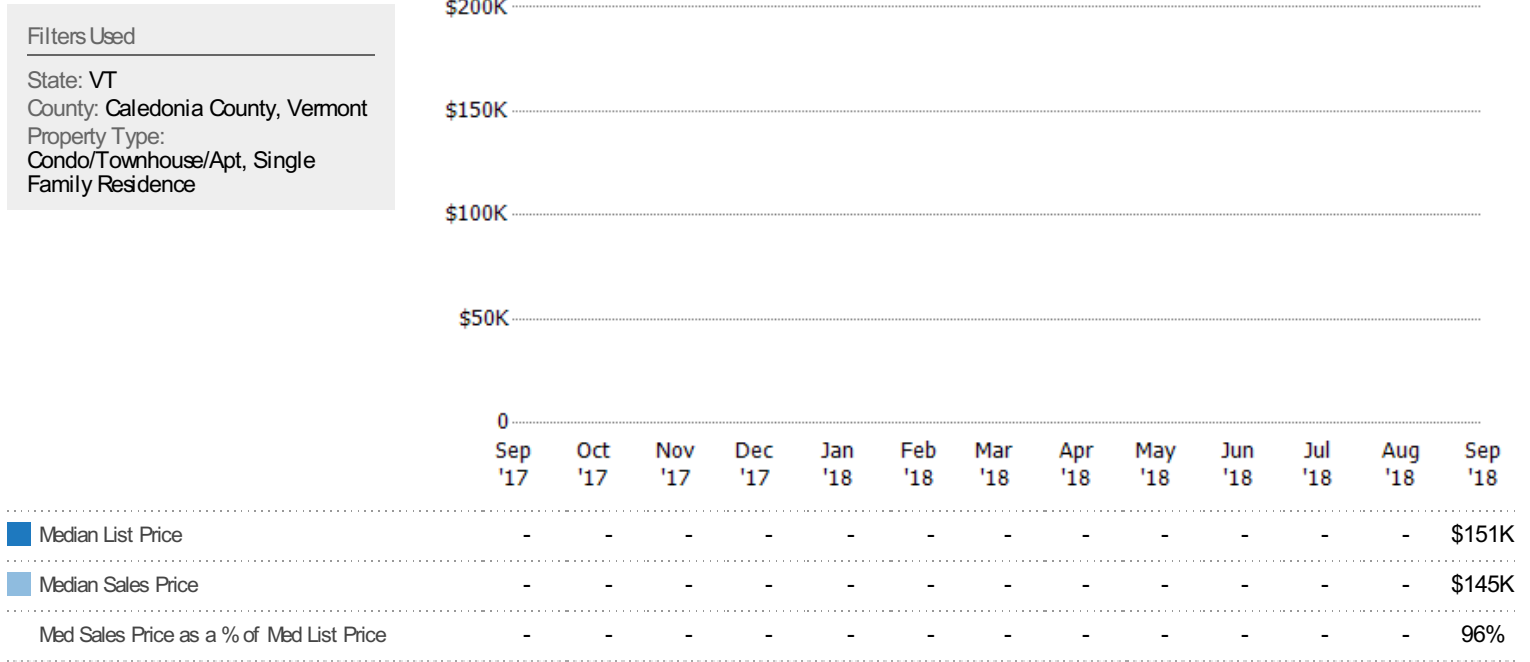 Filters Used
State: VT
County: Caledonia County, Vermont
Property Type:
Condo/Townhouse/Apt, Single
Family Residence
$200K
$150K
$100K
$50K
0
Sep Oct Nov Dec Jan Feb Mar Apr May Jun Jul Aug Sep
'17 '17 '17 '17 '18 '18 '18 '18 '18 '18 '18 '18 '18
Median List Price - - - - - - - - - - - - $151K
Median Sales Price - - - - - - - - - - - - $145K
Med Sales Price as a % of Med List Price - - - - - - - - - - - - 96%